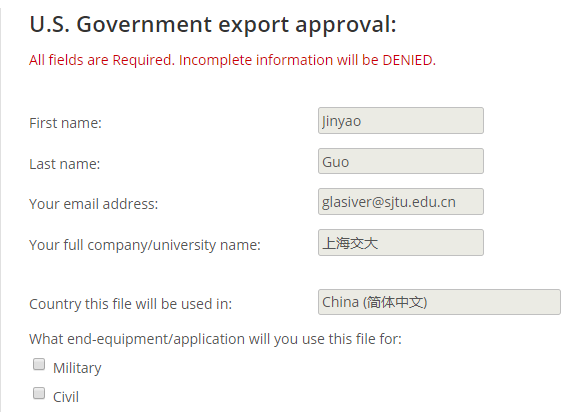 U.S. Government export approval:
All fields are Required. Incomplete information will be DENIED.
First name: Jinyao
Last name: Guo
Your email address: glasiver@sjtu.edu.cn
Your full company/university name: 上海交大
Country this file will be used in: China (简体中文)
What end-equipment/application will you use this file for:
Military
Civil